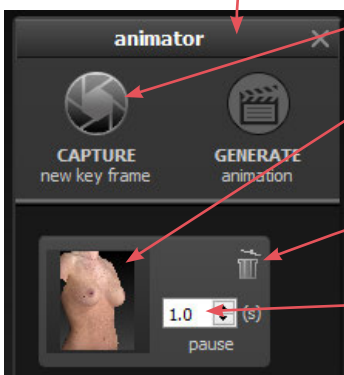 animator
CAPTURE
new key frame
GENERATE
animation
1.0
(s)
pause